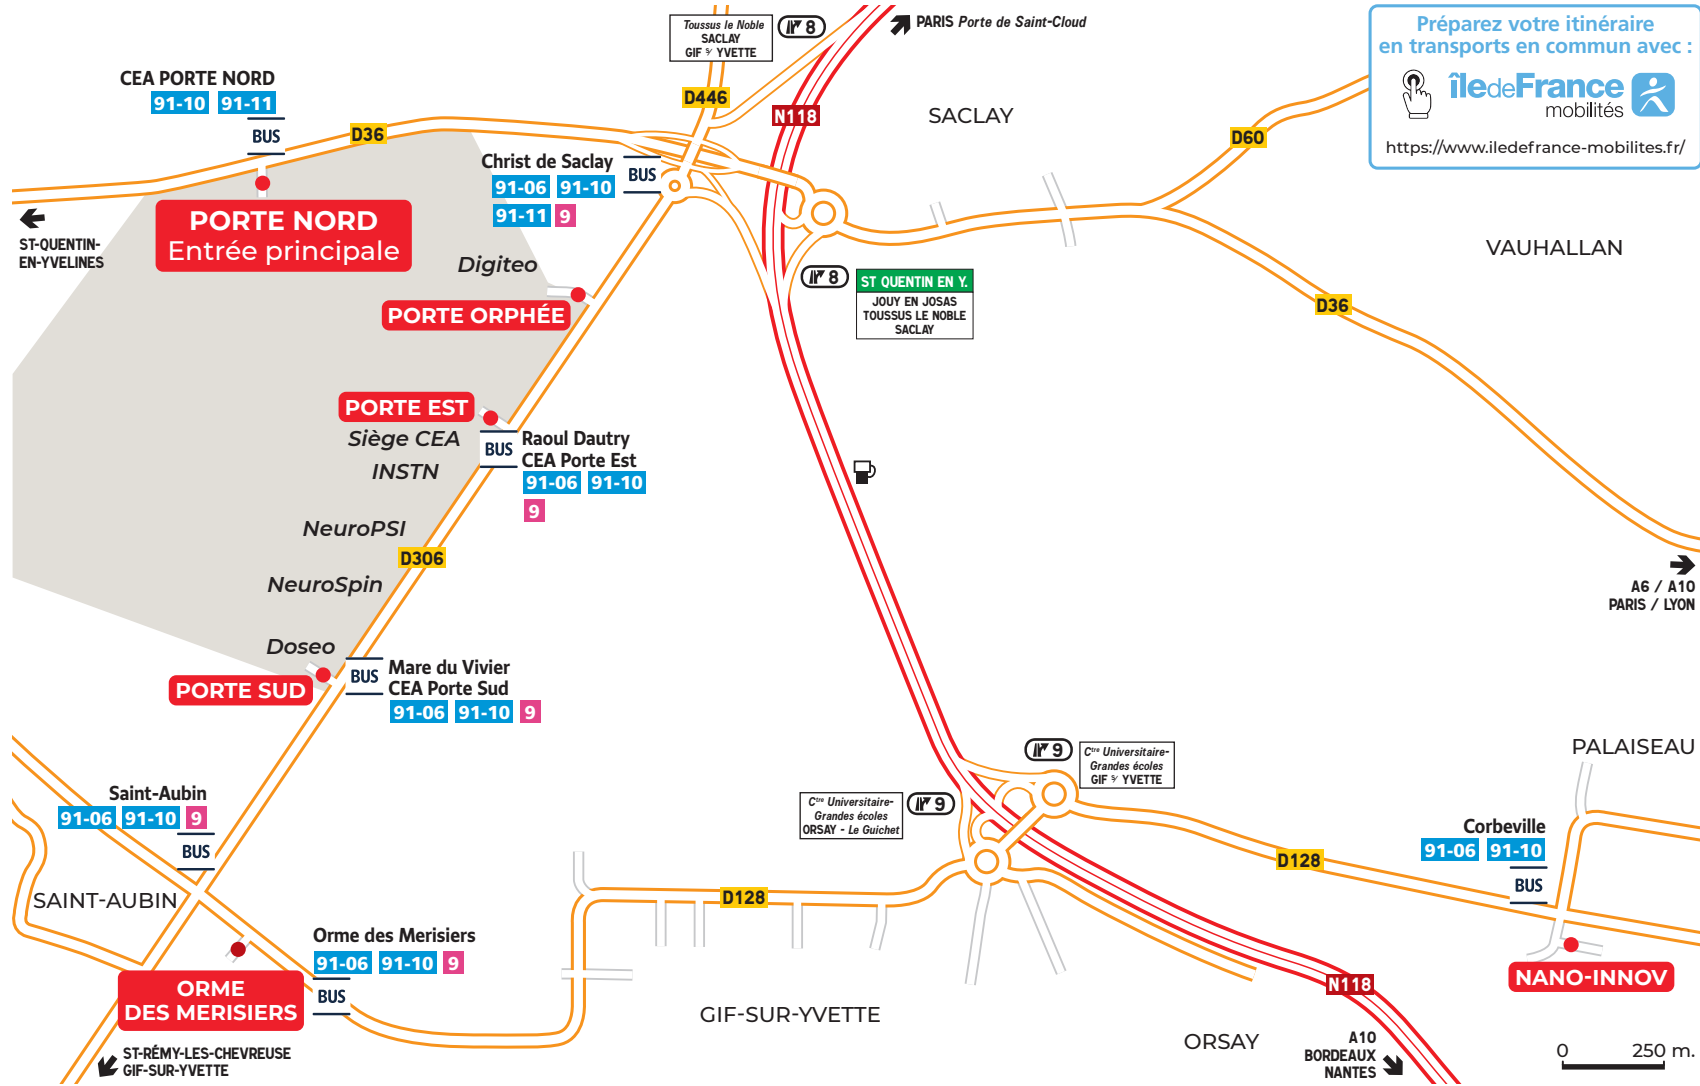 Toussus le Noble
SACLAY
GIF S/ YVETTE
8
PARIS Porte de Saint-Cloud
Préparez votre itinéraire
en transports en commun avec :
îledeFrance
mobilités
https://www.iledefrance-mobilites.fr/
CEA PORTE NORD
91-10 91-11
BUS
D36
D446
N118
SACLAY
D60
Christ de Saclay
91-06 91-10
91-11 9
BUS
PORTE NORD
Entrée principale
ST-QUENTIN-
EN-YVELINES
VAUHALLAN
Digiteo
8
ST QUENTIN EN Y.
JOUY EN JOSAS
TOUSSUS LE NOBLE
SACLAY
D36
PORTE ORPHÉE
PORTE EST
Siège CEA
INSTN
BUS
Raoul Dautry
CEA Porte Est
91-06 91-10
9
NeuroPSI
D306
NeuroSpin
A6 / A10
PARIS / LYON
Doseo
PORTE SUD
BUS
Mare du Vivier
CEA Porte Sud
91-06 91-10 9
9
Ctre Universitaire-
Grandes écoles
GIF S/ YVETTE
PALAISEAU
Saint-Aubin
91-06 91-10 9
BUS
Ctre Universitaire-
Grandes écoles
ORSAY - Le Guichet
9
Corbeville
91-06 91-10
BUS
D128
SAINT-AUBIN
D128
Orme des Merisiers
91-06 91-10 9
BUS
ORME
DES MERISIERS
NANO-INNOV
N118
GIF-SUR-YVETTE
ORSAY
A10
BORDEAUX
NANTES
ST-RÉMY-LES-CHEVREUSE
GIF-SUR-YVETTE
0 250 m.